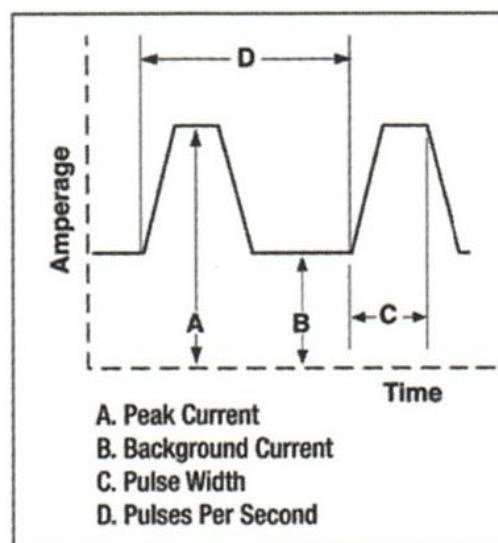 D
Amperage
A
B
C
Time
A. Peak Current
B. Background Current
C. Pulse Width
D. Pulses Per Second